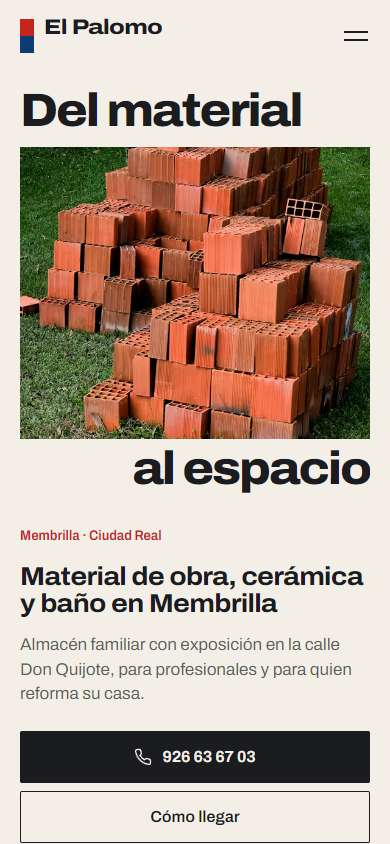 El Palomo
Del material
al espacio
Membrilla · Ciudad Real
Material de obra, cerámica
y baño en Membrilla
Almacén familiar con exposición en la calle
Don Quijote, para profesionales y para quien
reforma su casa.
926 63 67 03
Cómo llegar